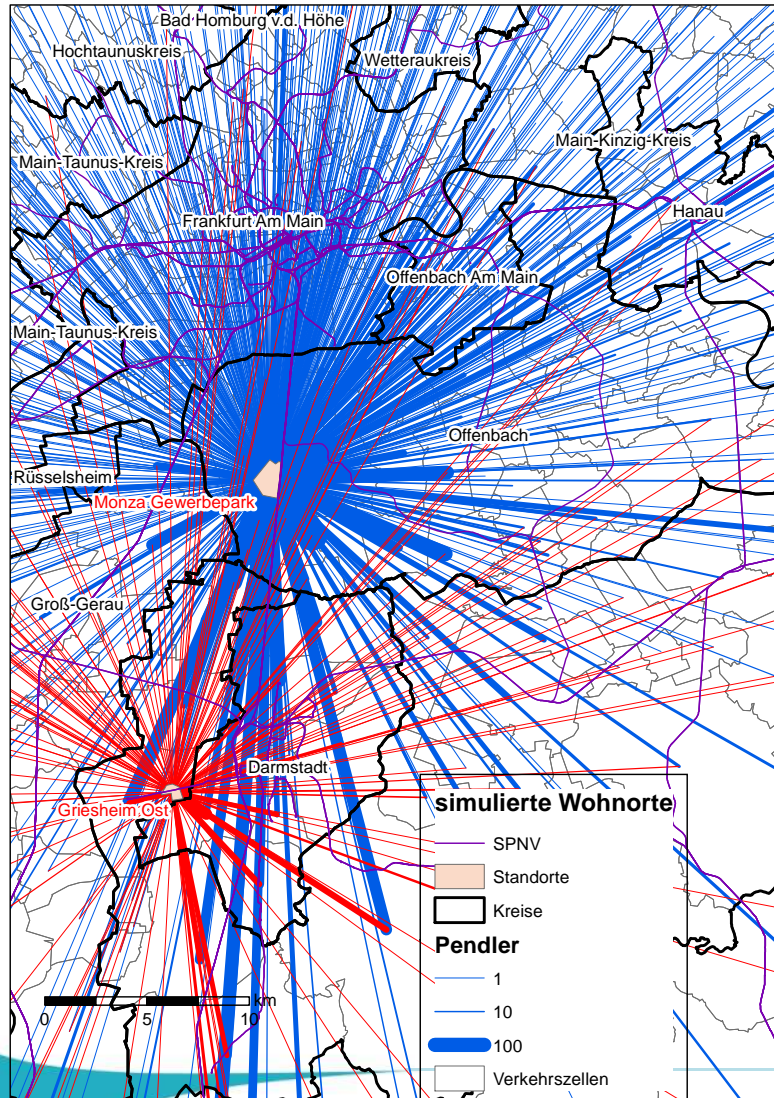 Bad Homburg v.d. Höhe
Hochtaunuskreis
Wetteraukreis
Main-Kinzig-Kreis
Main-Taunus-Kreis
Hanau
Frankfurt Am Main
Offenbach Am Main
Main-Taunus-Kreis
Offenbach
Rüsselsheim
Monza Gewerbepark
Groß-Gerau
Darmstadt
Griesheim Ost
simulierte Wohnorte
SPNV
Standorte
Kreise
Pendler
1
10
100
Verkehrszellen
km
0 5 10